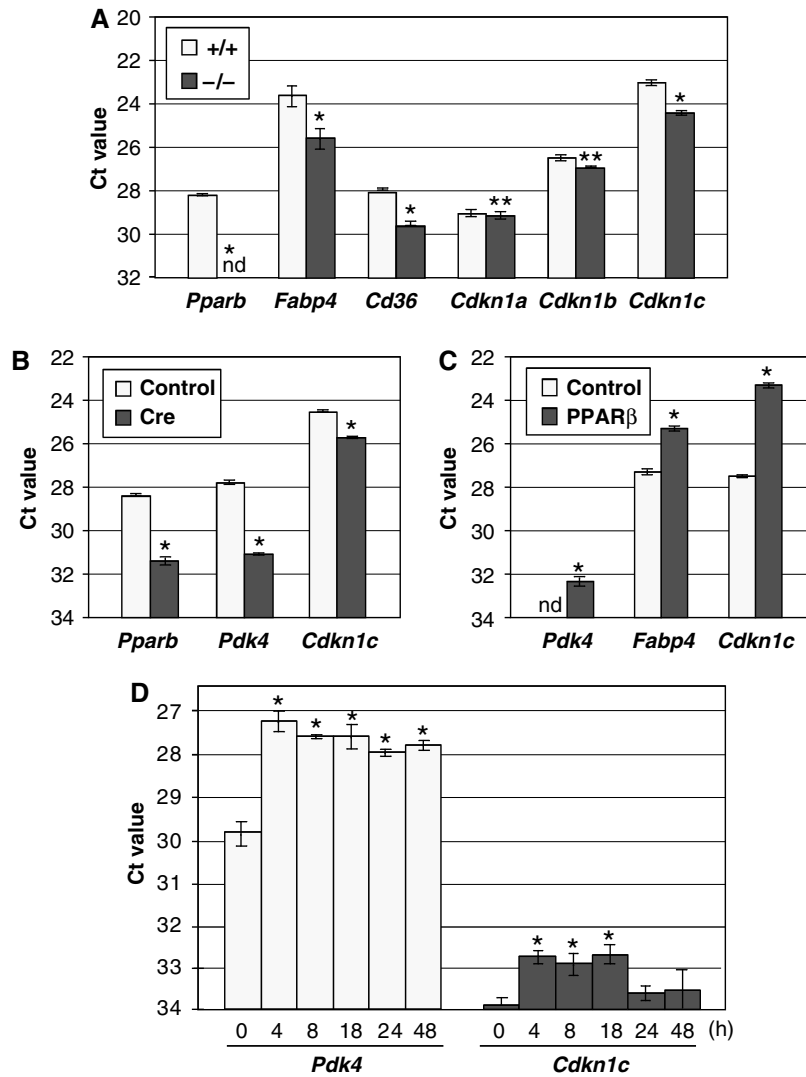 A
20
22
24
26
28
30
32
Ct value
+/+
–/–
*
nd
*
*
**
**
*
Pparb Fabp4 Cd36 Cdkn1a Cdkn1b Cdkn1c
B
22
24
26
28
30
32
34
Ct value
Control
Cre
*
*
*
Pparb Pdk4 Cdkn1c
C
22
24
26
28
30
32
34
Ct value
Control
PPARβ
nd
*
*
*
Pdk4 Fabp4 Cdkn1c
D
27
28
29
30
31
32
33
34
Ct value
* * * * *
* * *
0 4 8 18 24 48 0 4 8 18 24 48 (h)
Pdk4 Cdkn1c